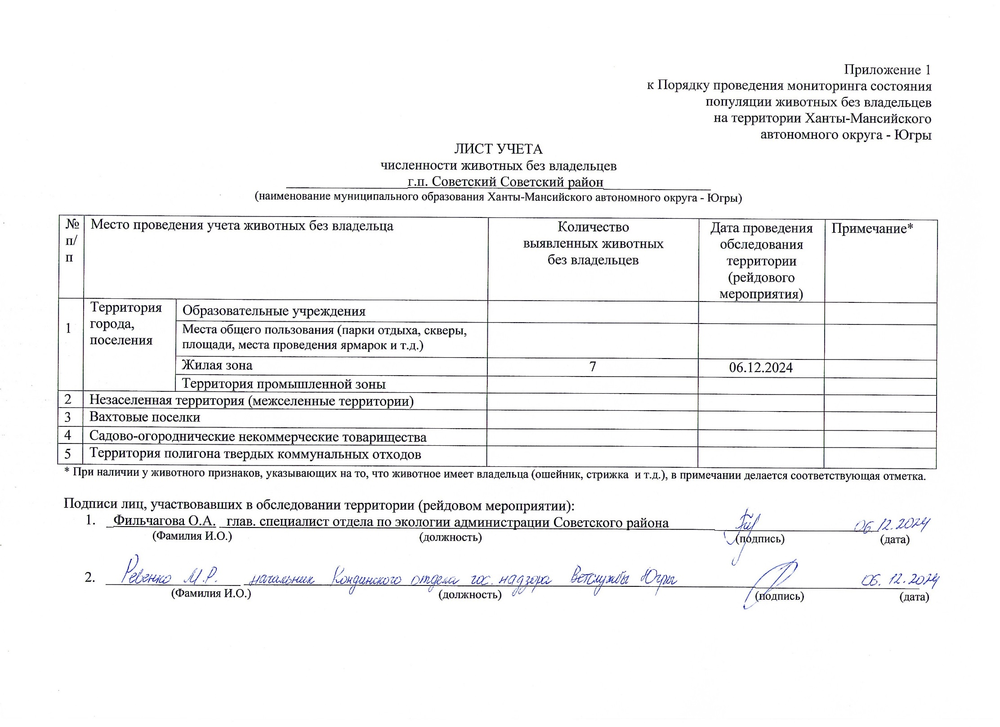 Приложение 1
к Порядку проведения мониторинга состояния
популяции животных без владельцев
на территории Ханты-Мансийского
автономного округа - Югры
ЛИСТ УЧЕТА
численности животных без владельцев
г.п. Советский Советский район
(наименование муниципального образования Ханты-Мансийского автономного округа - Югры)
№ п/п Место проведения учета животных без владельца Количество выявленных животных без владельцев Дата проведения обследования территории (рейдового мероприятия) Примечание*
1 Территория города, поселения Образовательные учреждения
Места общего пользования (парки отдыха, скверы,
площади, места проведения ярмарок и т.д.)
Жилая зона 7 06.12.2024
Территория промышленной зоны
2 Незаселенная территория (межселенные территории)
3 Вахтовые поселки
4 Садово-огороднические некоммерческие товарищества
5 Территория полигона твердых коммунальных отходов
* При наличии у животного признаков, указывающих на то, что животное имеет владельца (ошейник, стрижка и т.д.), в примечании делается соответствующая отметка.
Подписи лиц, участвовавших в обследовании территории (рейдовом мероприятии):
1. Фильчагова О.А. глав. специалист отдела по экологии администрации Советского района 06.12.2024
(Фамилия И.О.) (должность) (подпись) (дата)
2. Ревенко М.Р. начальник Кондинского отдела гос. надзора Ветслужбы Югры 06.12.2024
(Фамилия И.О.) (должность) (подпись) (дата)